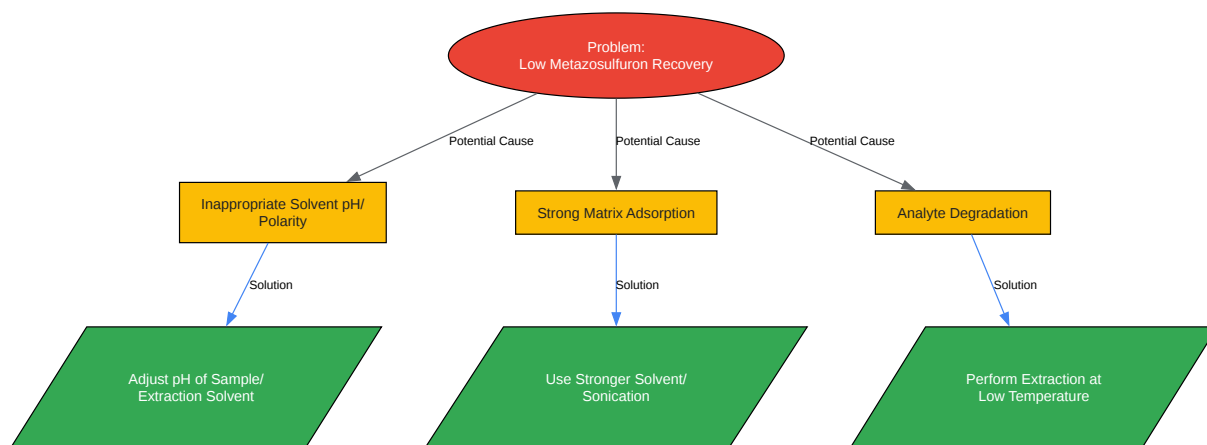 Problem:
Low Metazosulfuron Recovery
Potential Cause
Potential Cause
Potential Cause
Inappropriate Solvent pH/
Polarity
Strong Matrix Adsorption
Analyte Degradation
Solution
Solution
Solution
Adjust pH of Sample/
Extraction Solvent
Use Stronger Solvent/
Sonication
Perform Extraction at
Low Temperature